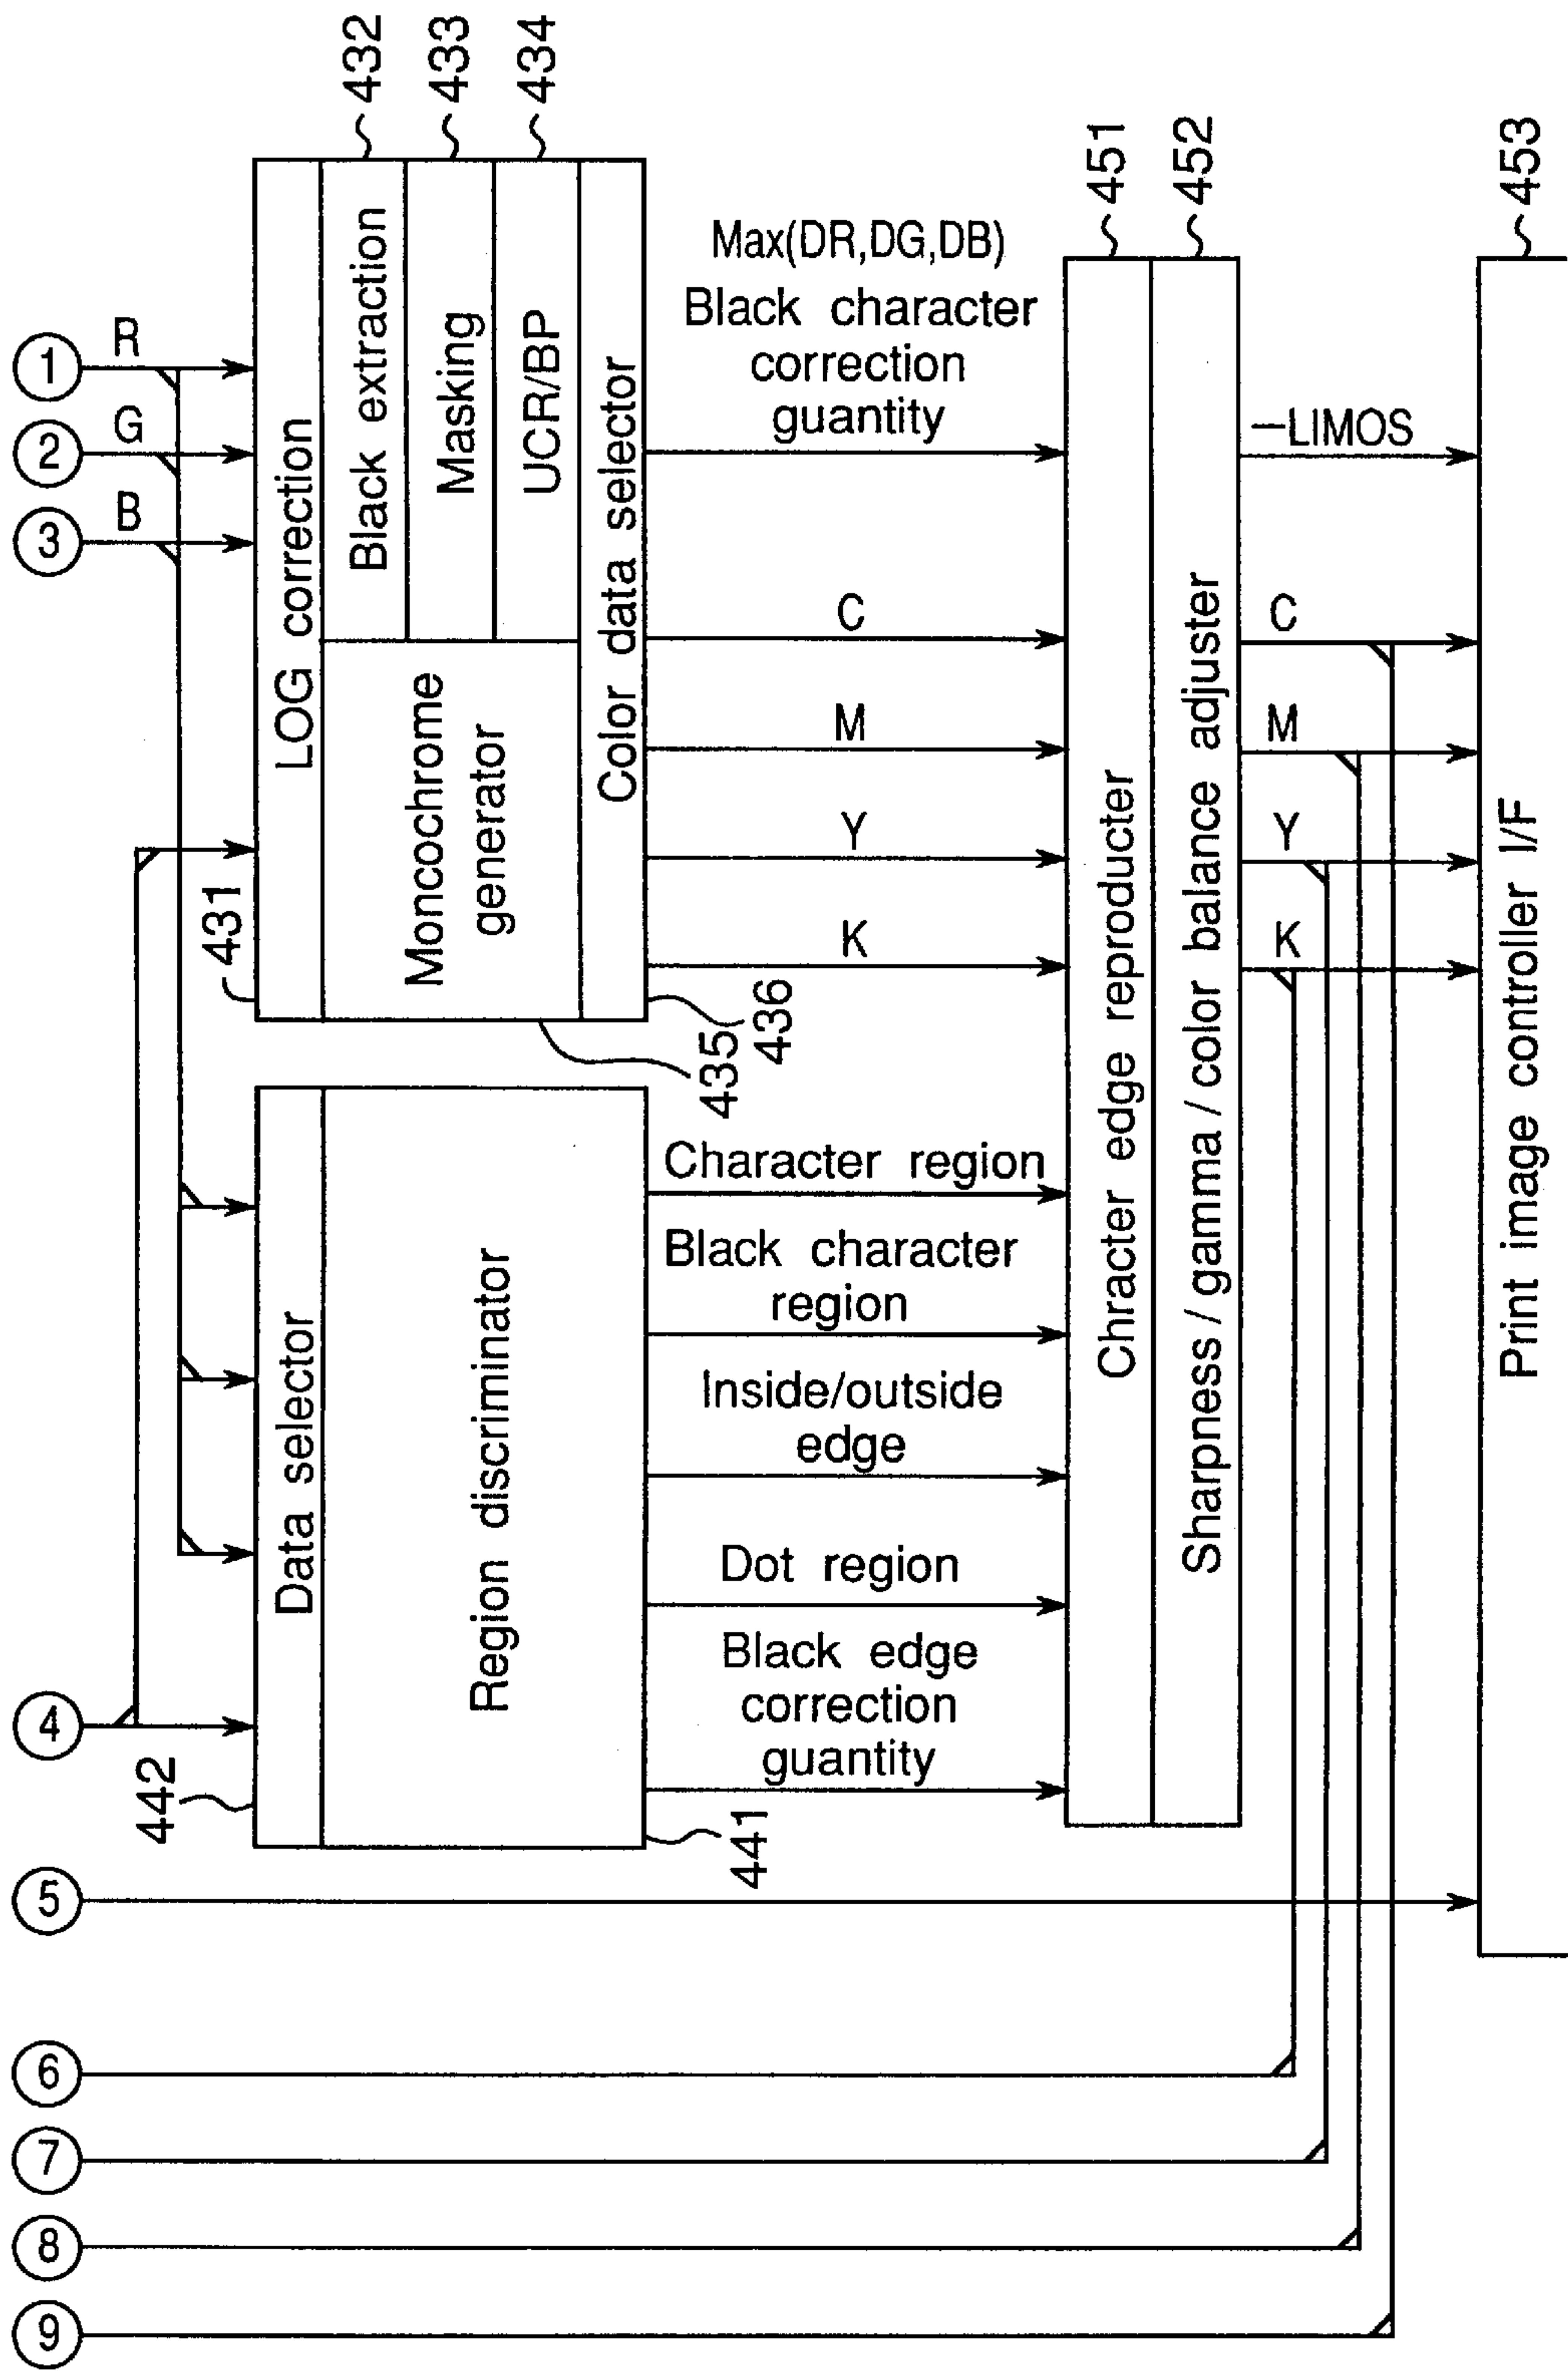 1
R
2
G
3
B
4
5
6
7
8
9
432
433
434
431
435
436
442
441
LOG correction
Black extraction
Masking
UCR/BP
Moncochrome
generator
Color data selector
Data selector
Region discriminator
Max(DR,DG,DB)
Black character
correction
guantity
C
M
Y
K
Character region
Black character
region
Inside/outside
edge
Dot region
Black edge
correction
guantity
451
452
Chracter edge reproducter
Sharpness / gamma / color balance adjuster
—LIMOS
C
M
Y
K
453
Print image controller I/F